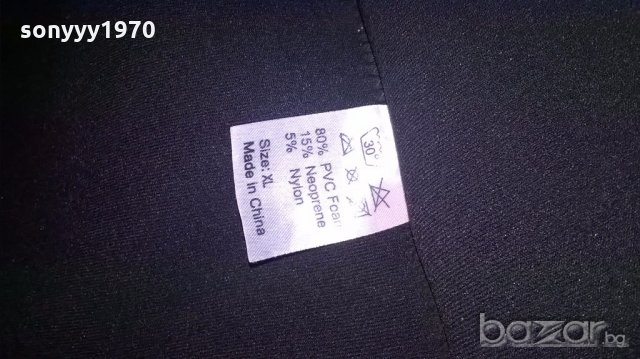 sonyyy1970
30°
80% PVC Foam
15% Neoprene
5% Nylon
Size: XL
Made in China
bazar.bg